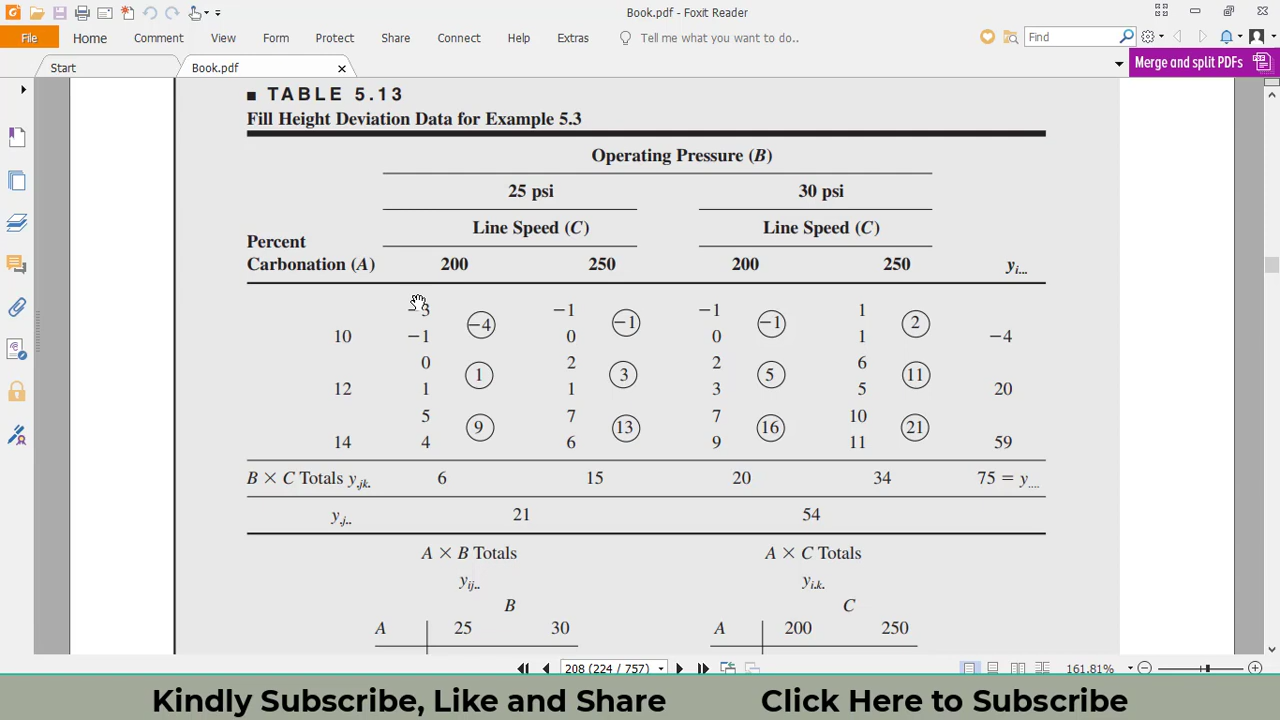 Book.pdf - Foxit Reader
File Home Comment View Form Protect Share Connect Help Extras Tell me what you want to do.. Find
Start Book.pdf
Merge and split PDFs
■ TABLE 5.13
Fill Height Deviation Data for Example 5.3
Operating Pressure (B)
25 psi 30 psi
Line Speed (C) Line Speed (C)
Percent
Carbonation (A) 200 250 200 250 yi...
−3 −1 −1 1
−4 −1 −1 2
10 −1 0 0 1 −4
0 2 2 6
1 3 5 11
12 1 1 3 5 20
5 7 7 10
9 13 16 21
14 4 6 9 11 59
B × C Totals y.jk. 6 15 20 34 75 = y....
y.j.. 21 54
A × B Totals A × C Totals
yij.. yi.k.
B C
A 25 30 A 200 250
208 (224 / 757) 161.81%
Kindly Subscribe, Like and Share Click Here to Subscribe